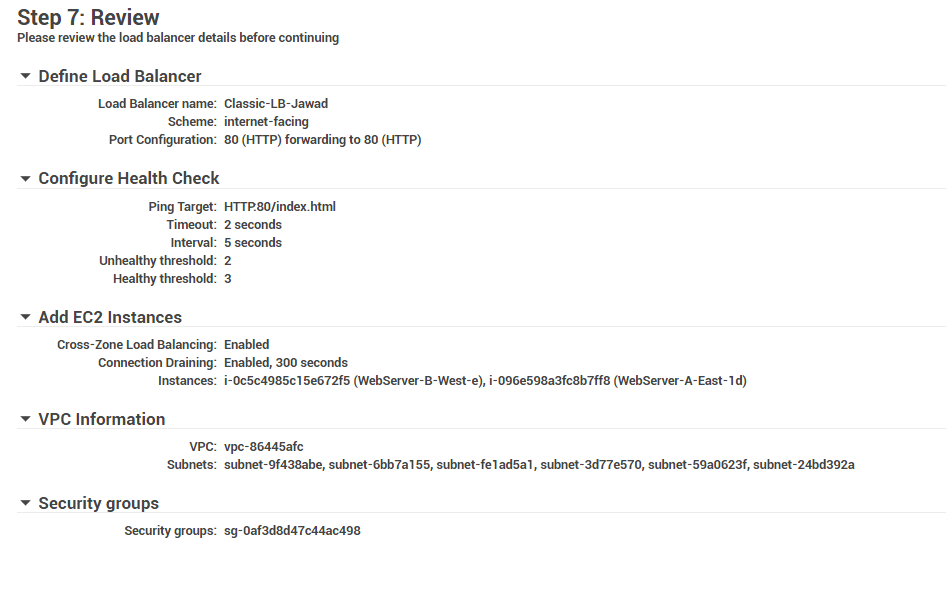 Step 7: Review
Please review the load balancer details before continuing
Define Load Balancer
Load Balancer name: Classic-LB-Jawad
Scheme: internet-facing
Port Configuration: 80 (HTTP) forwarding to 80 (HTTP)
Configure Health Check
Ping Target: HTTP:80/index.html
Timeout: 2 seconds
Interval: 5 seconds
Unhealthy threshold: 2
Healthy threshold: 3
Add EC2 Instances
Cross-Zone Load Balancing: Enabled
Connection Draining: Enabled, 300 seconds
Instances: i-0c5c4985c15e672f5 (WebServer-B-West-e), i-096e598a3fc8b7ff8 (WebServer-A-East-1d)
VPC Information
VPC: vpc-86445afc
Subnets: subnet-9f438abe, subnet-6bb7a155, subnet-fe1ad5a1, subnet-3d77e570, subnet-59a0623f, subnet-24bd392a
Security groups
Security groups: sg-0af3d8d47c44ac498